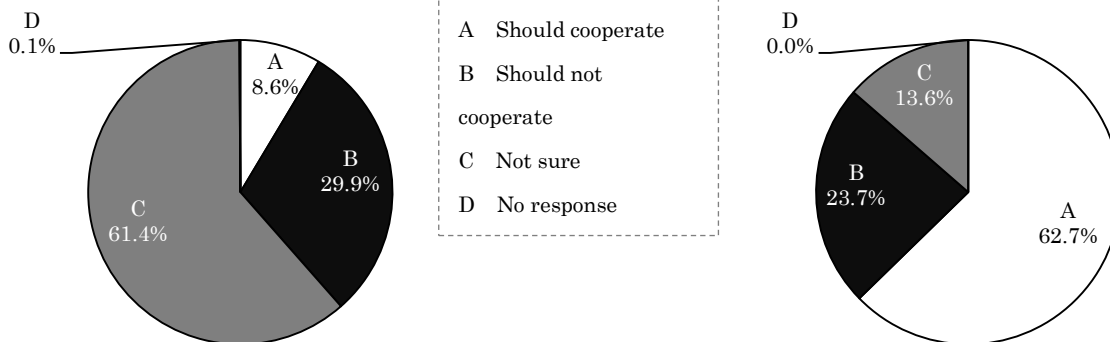 D
0.1%
A
8.6%
B
29.9%
C
61.4%
A Should cooperate
B Should not
cooperate
C Not sure
D No response
D
0.0%
C
13.6%
B
23.7%
A
62.7%